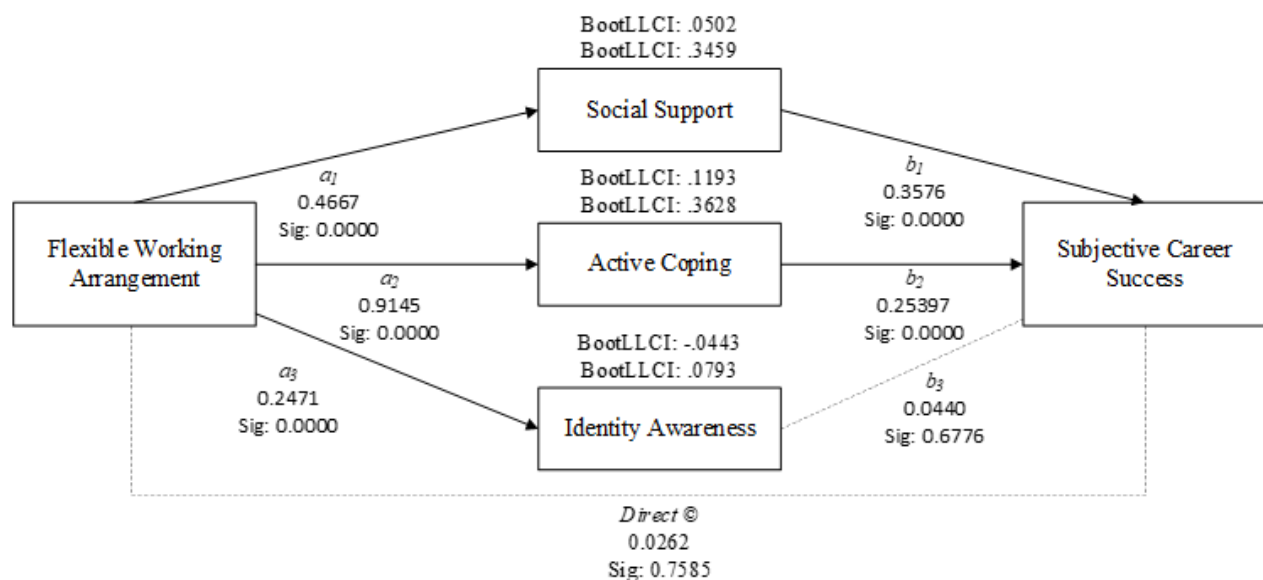 BootLLCI: .0502
BootLLCI: .3459
Social Support
a1
0.4667
Sig: 0.0000
b1
0.3576
Sig: 0.0000
BootLLCI: .1193
BootLLCI: .3628
Flexible Working
Arrangement
Active Coping
Subjective Career
Success
a2
0.9145
Sig: 0.0000
b2
0.25397
Sig: 0.0000
BootLLCI: -.0443
BootLLCI: .0793
a3
0.2471
Sig: 0.0000
Identity Awareness
b3
0.0440
Sig: 0.6776
Direct ©
0.0262
Sig: 0.7585